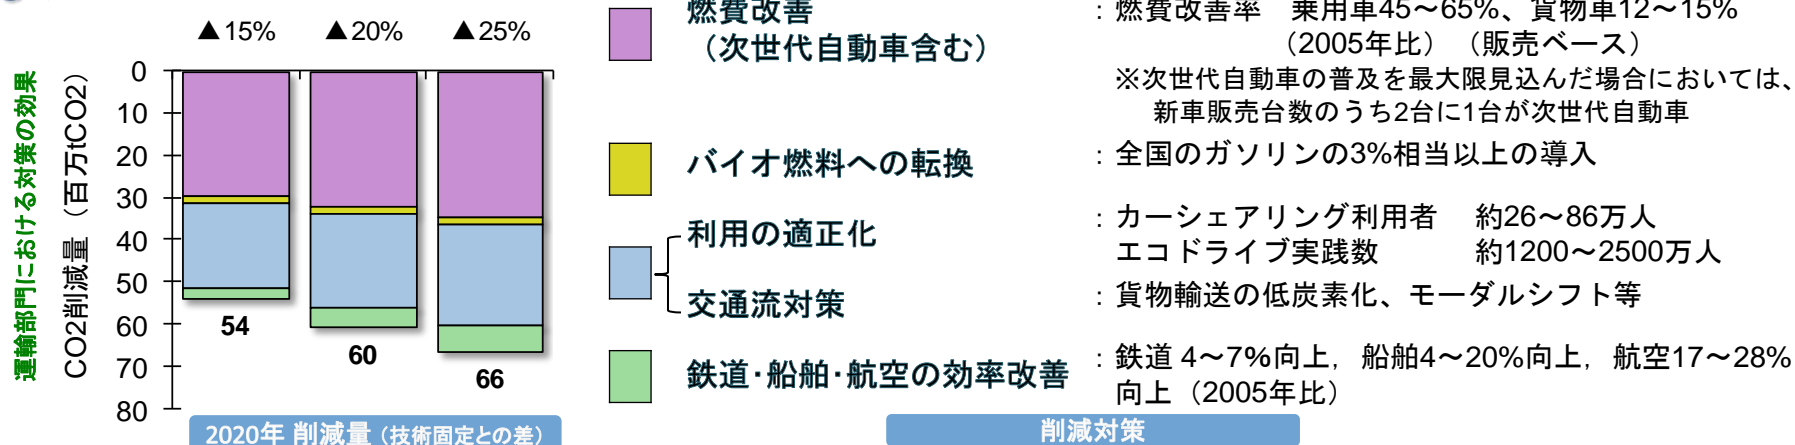 ▲15% ▲20% ▲25%
運輸部門における対策の効果
CO2削減量（百万tCO2）
0
10
20
30
40
50
60
70
80
54
60
66
2020年 削減量（技術固定との差）
燃費改善
（次世代自動車含む）
：燃費改善率　乗用車45～65%、貨物車12～15%
（2005年比）（販売ベース）
※次世代自動車の普及を最大限見込んだ場合においては、
新車販売台数のうち2台に1台が次世代自動車
バイオ燃料への転換
：全国のガソリンの3%相当以上の導入
利用の適正化
：カーシェアリング利用者　約26～86万人
エコドライブ実践数　約1200～2500万人
交通流対策
：貨物輸送の低炭素化、モーダルシフト等
鉄道･船舶･航空の効率改善
：鉄道 4～7%向上，船舶4～20%向上，航空17～28%
向上（2005年比）
削減対策